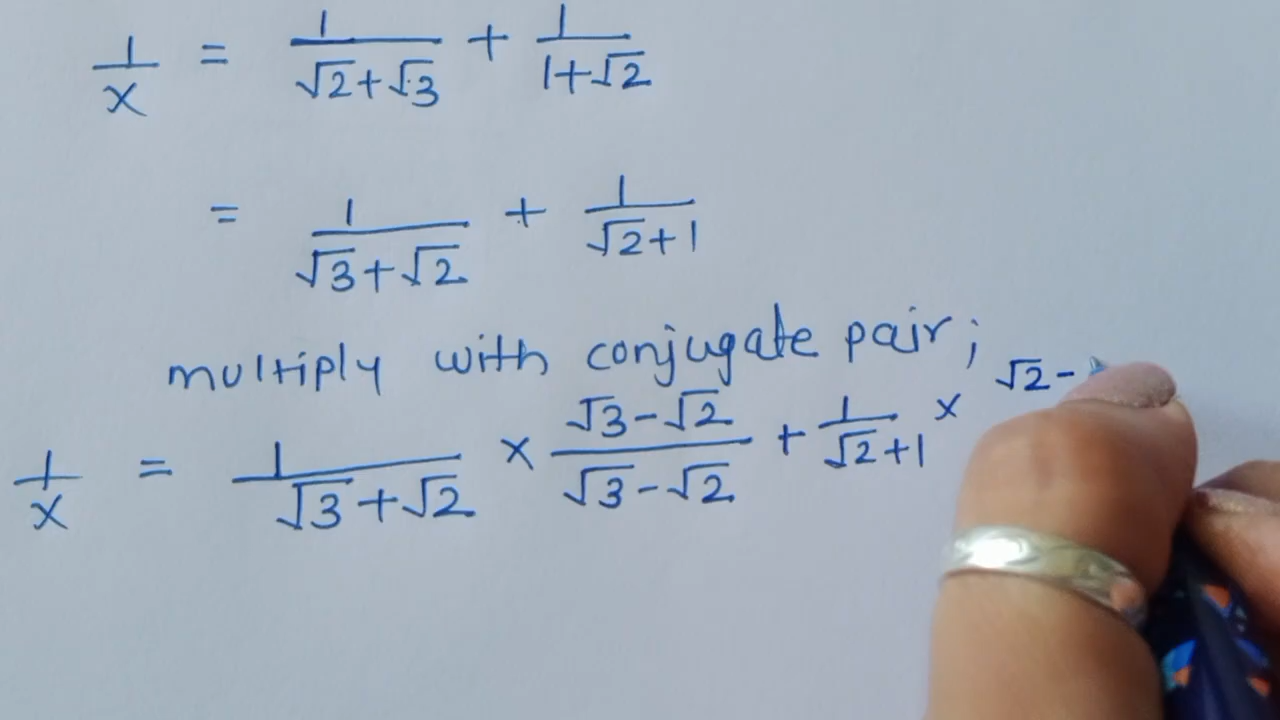 1/x = 1/(√2+√3) + 1/(1+√2)
= 1/(√3+√2) + 1/(√2+1)
multiply with conjugate pair;
1/x = 1/(√3+√2) × (√3-√2)/(√3-√2) + 1/(√2+1) × √2-